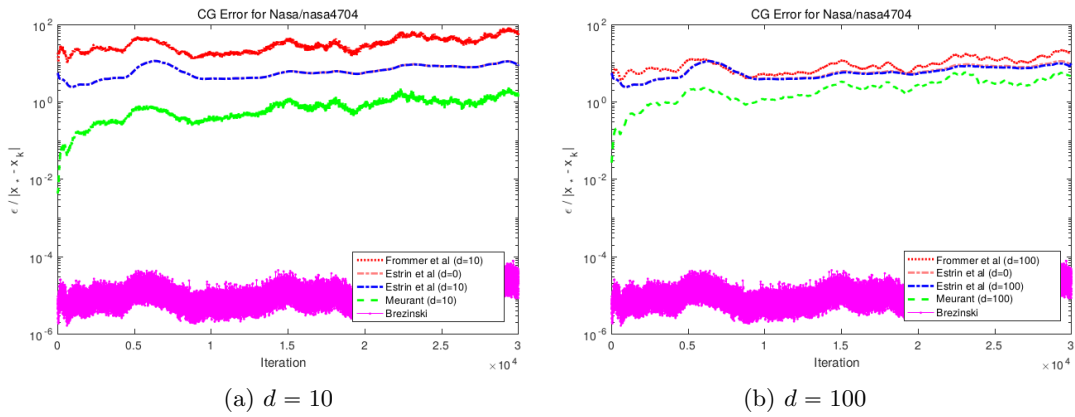 CG Error for Nasa/nasa4704
10^2
10^0
10^-2
10^-4
10^-6
ϵ / |x_* - x_k|
Frommer et al (d=10)
Estrin et al (d=0)
Estrin et al (d=10)
Meurant (d=10)
Brezinski
0 0.5 1 1.5 2 2.5 3
Iteration
×10^4
(a) d = 10
CG Error for Nasa/nasa4704
10^2
10^0
10^-2
10^-4
10^-6
ϵ / |x_* - x_k|
Frommer et al (d=100)
Estrin et al (d=0)
Estrin et al (d=100)
Meurant (d=100)
Brezinski
0 0.5 1 1.5 2 2.5 3
Iteration
×10^4
(b) d = 100